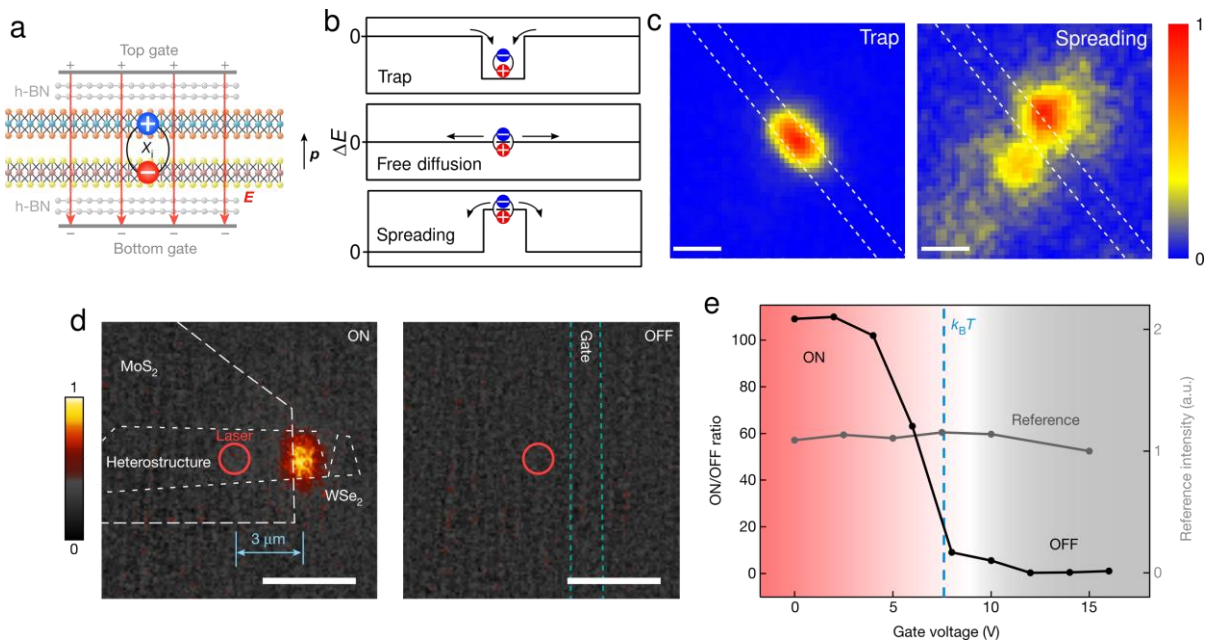 a
Top gate
+ + + +
h-BN
+
Xᵢ
−
p
E
h-BN
− − − −
Bottom gate
b
ΔE
0
−
+
Trap
0
−
+
Free diffusion
−
+
Spreading
0
c
Trap
Spreading
1
0
d
1
0
ON
MoS₂
Laser
Heterostructure
WSe₂
3 μm
OFF
Gate
e
ON/OFF ratio
100
80
60
40
20
0
ON
k_BT
Reference
OFF
2
1
0
Reference intensity (a.u.)
0 5 10 15
Gate voltage (V)